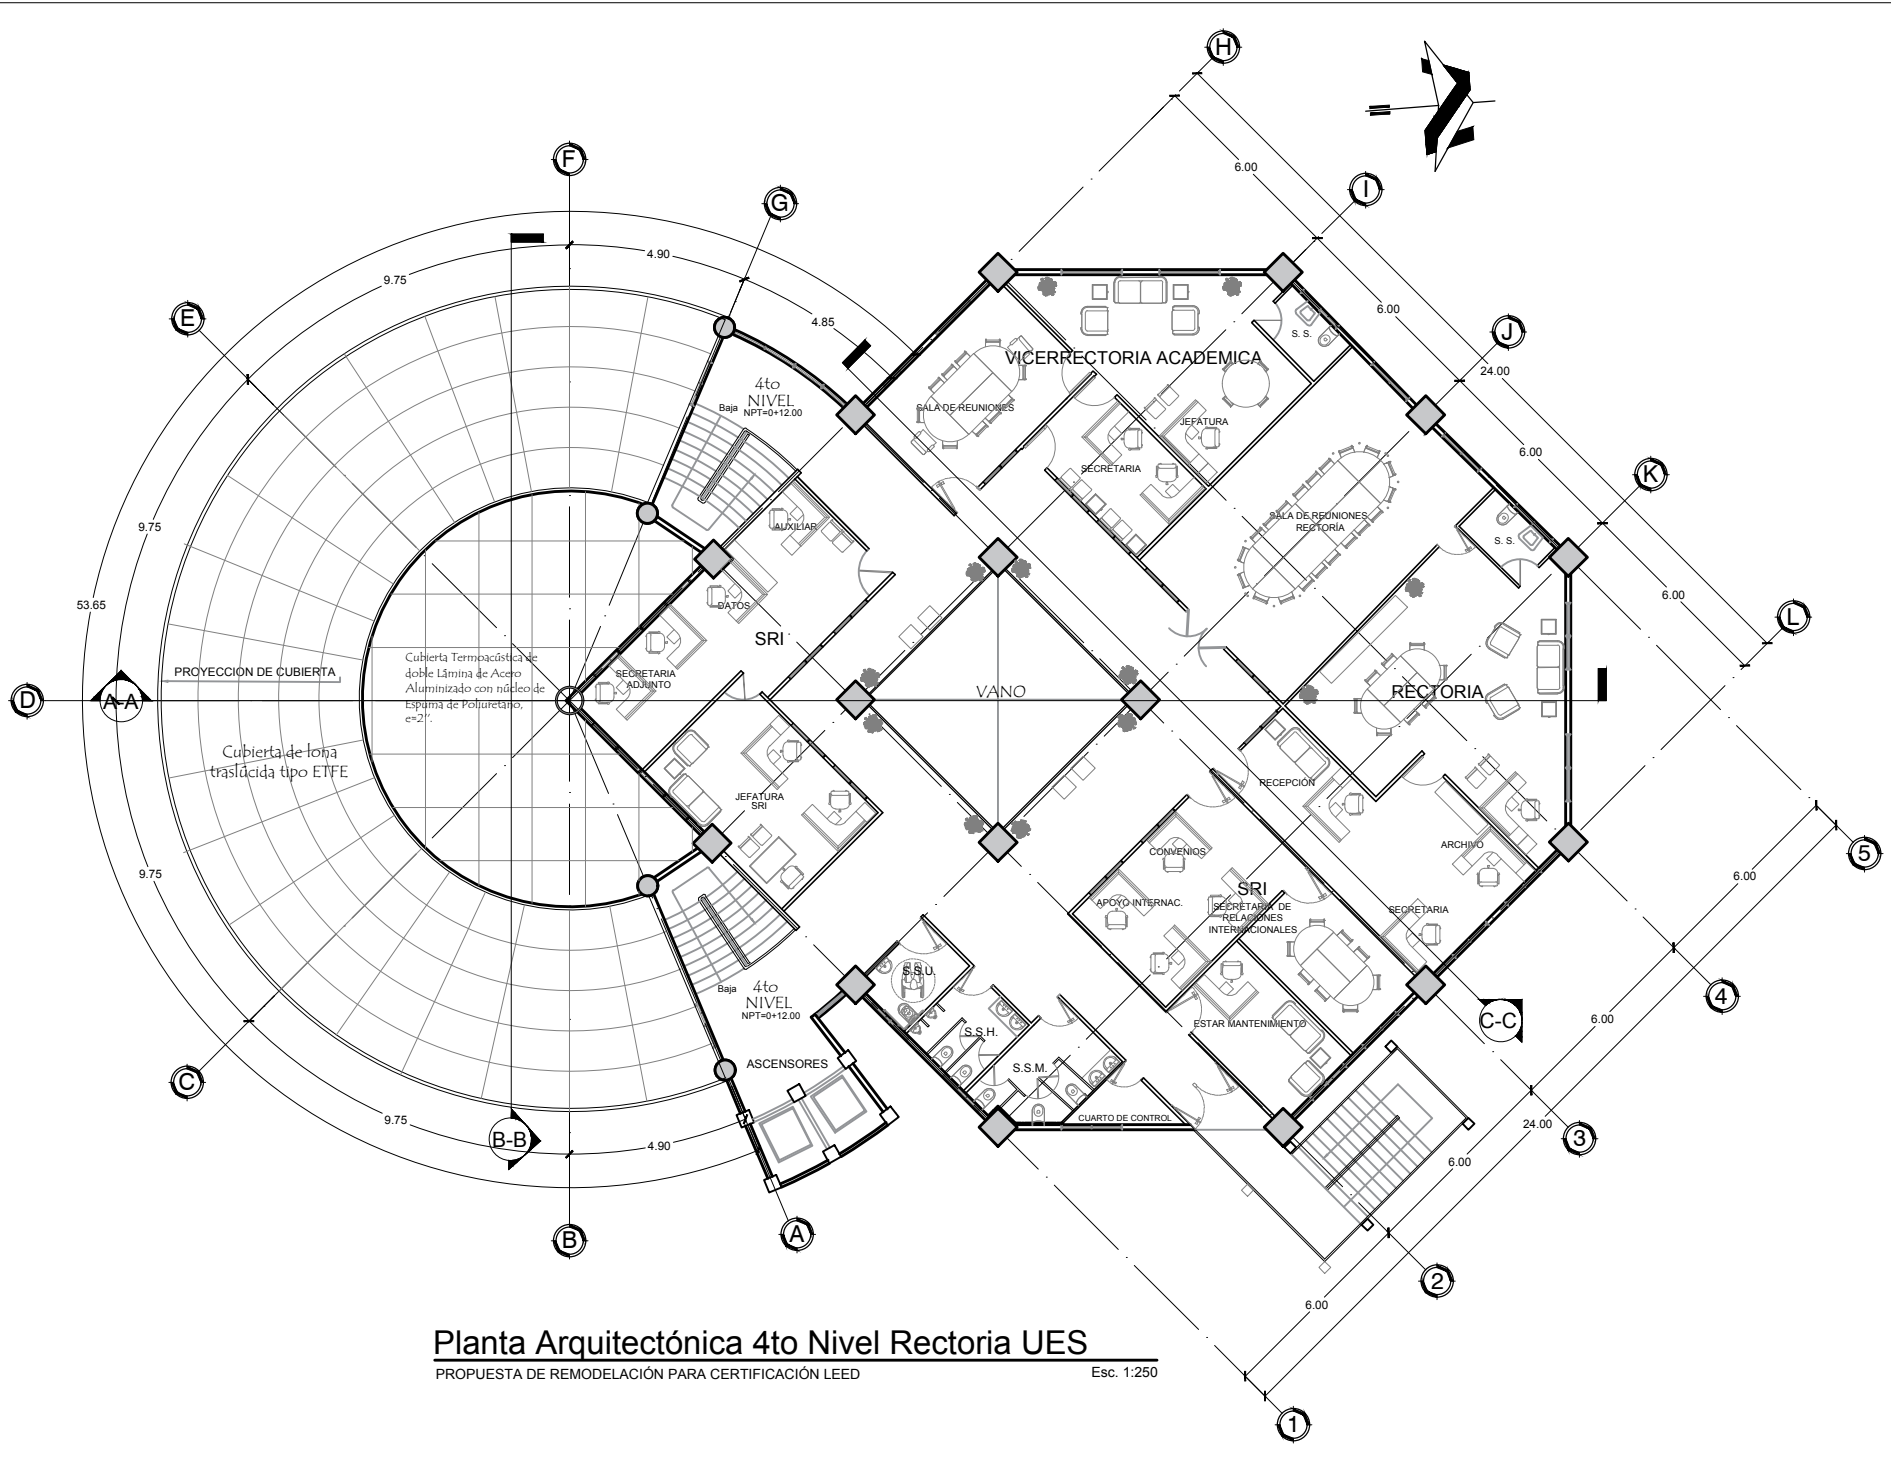 H
F
I
G
6.00
4.90
9.75
E
4.85
6.00
J
24.00
S. S.
VICERRECTORIA ACADEMICA
4to
NIVEL
NPT=0+12.00
Baja
SALA DE REUNIONES
JEFATURA
6.00
SECRETARIA
K
9.75
AUXILIAR
SALA DE REUNIONES
RECTORÍA
S. S.
6.00
53.65
DATOS
L
SRI
Cubierta Termoacústica de
doble Lámina de Acero
Aluminizado con núcleo de
Espuma de Poliuretano,
e=2''.
PROYECCION DE CUBIERTA
SECRETARIA
ADJUNTO
VANO
RECTORIA
D
A-A
Cubierta de lona
traslúcida tipo ETFE
RECEPCIÓN
JEFATURA
SRI
5
ARCHIVO
CONVENIOS
9.75
6.00
SRI
APOYO INTERNAC.
SECRETARIA DE
RELACIONES
INTERNACIONALES
SECRETARIA
S.S.U.
4to
NIVEL
NPT=0+12.00
Baja
4
6.00
C-C
ESTAR MANTENIMIENTO
S.S.H.
ASCENSORES
S.S.M.
C
9.75
CUARTO DE CONTROL
24.00
3
B-B
4.90
6.00
A
B
2
6.00
Planta Arquitectónica 4to Nivel Rectoria UES
PROPUESTA DE REMODELACIÓN PARA CERTIFICACIÓN LEED
Esc. 1:250
1